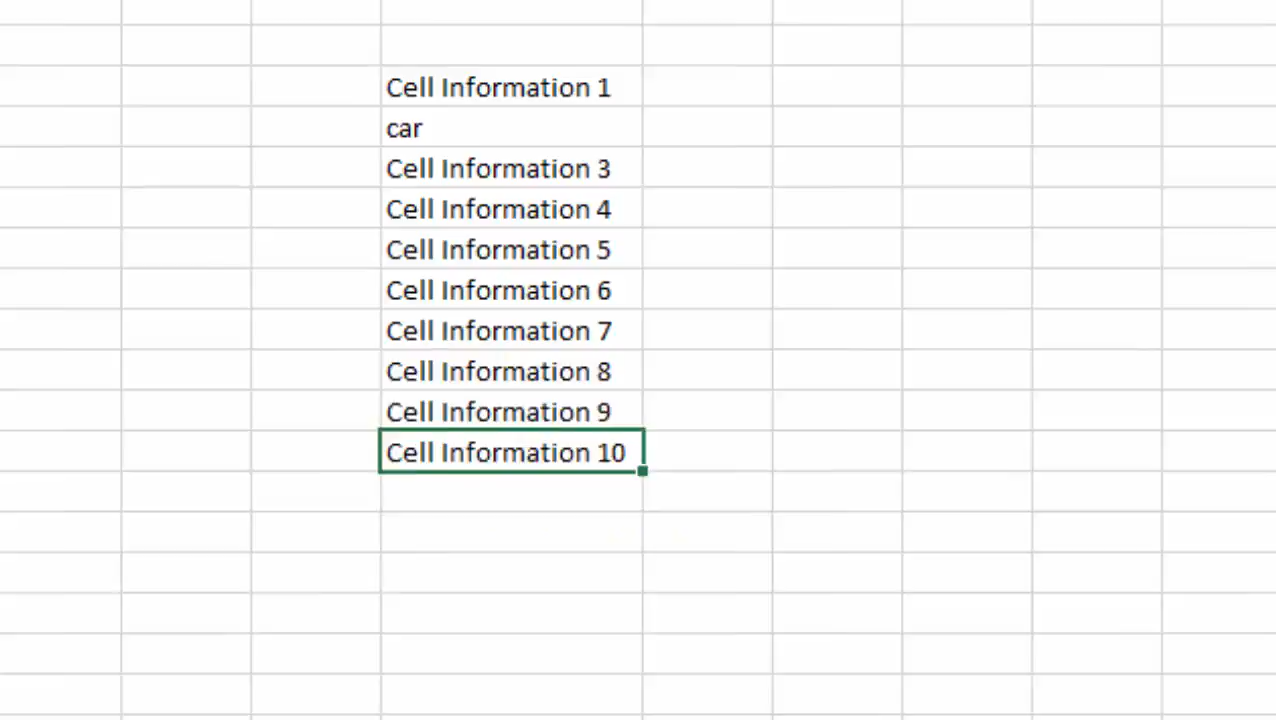 Cell Information 1
car
Cell Information 3
Cell Information 4
Cell Information 5
Cell Information 6
Cell Information 7
Cell Information 8
Cell Information 9
Cell Information 10